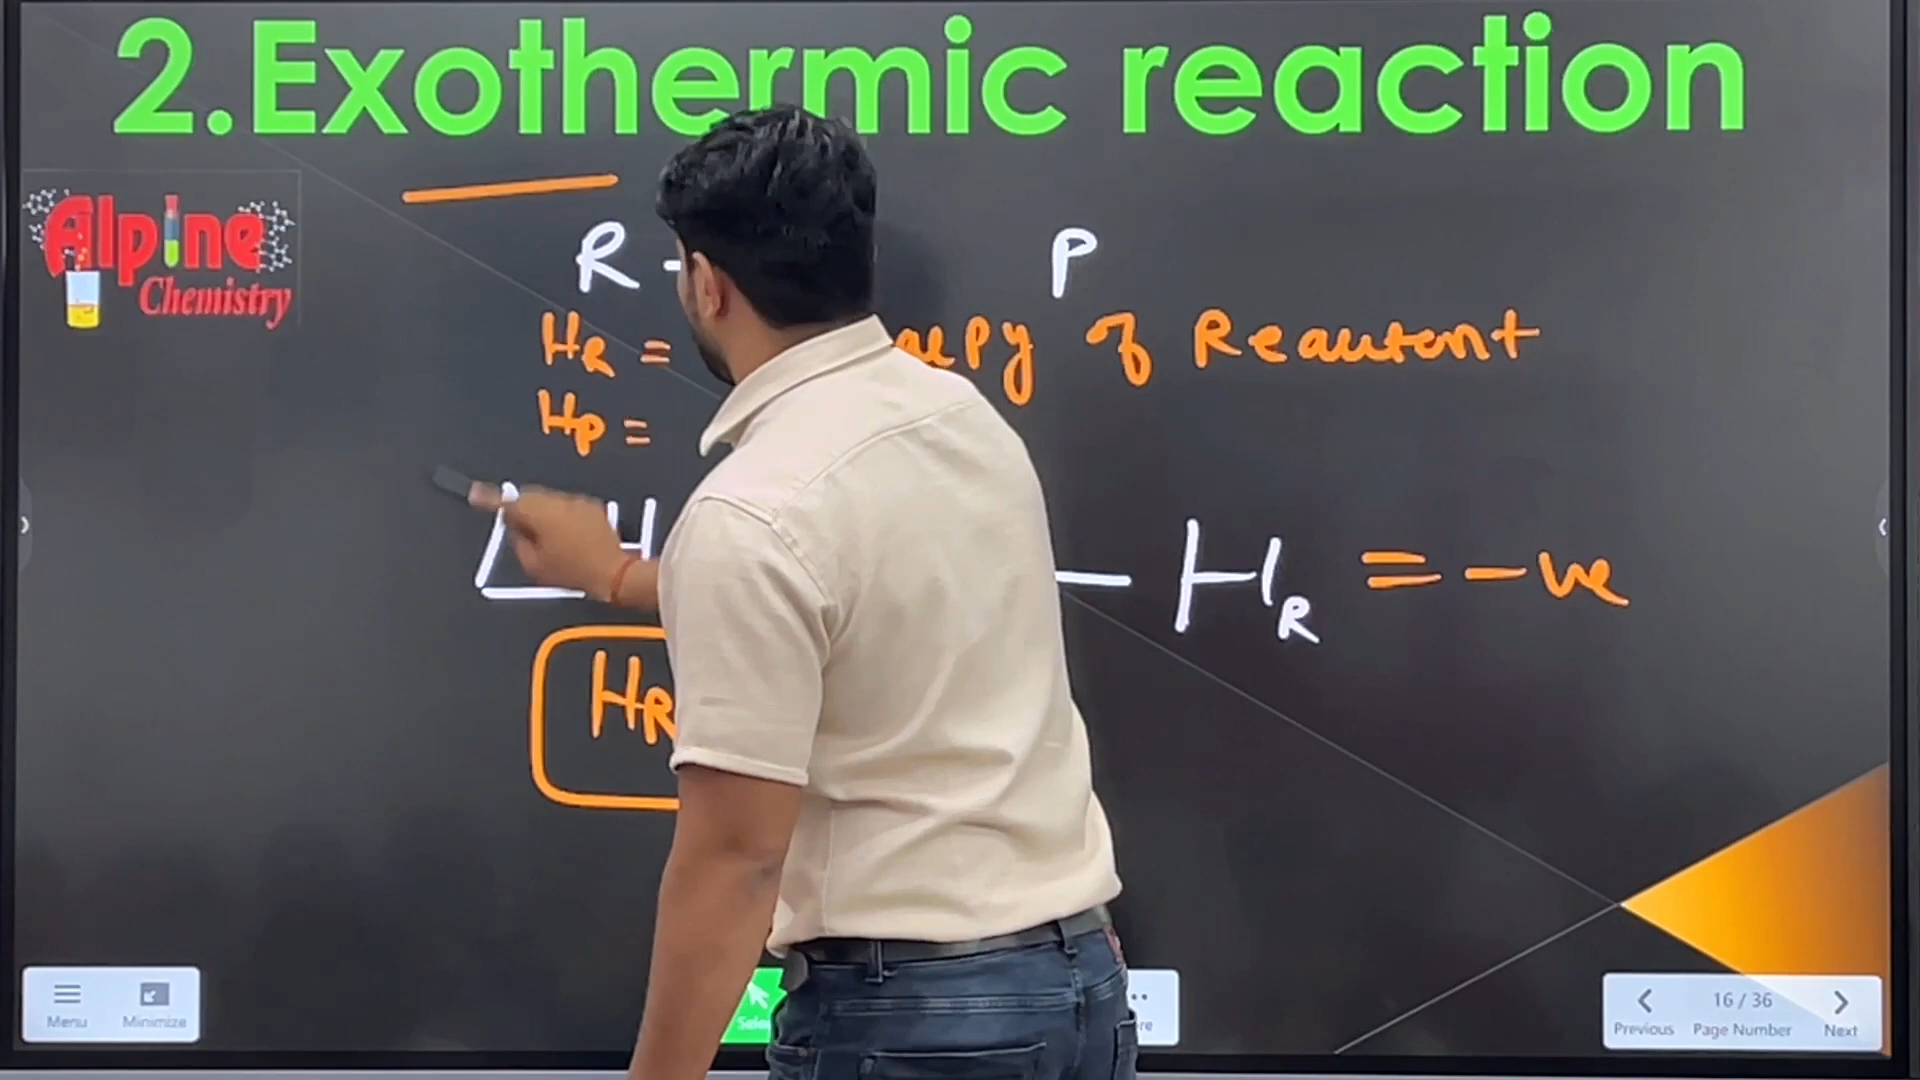 2.Exothermic reaction
Alpine
Chemistry
R - P
HR = alpy of Reautent
Hp =
H - HR = -ve
HR
Menu
Minimize
16 / 36
Previous
Page Number
Next